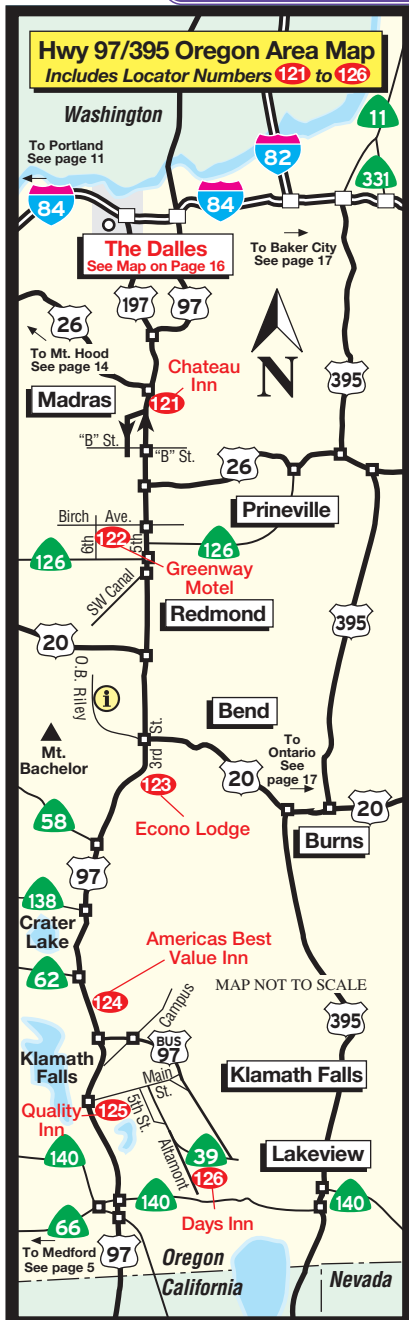 Hwy 97/395 Oregon Area Map
Includes Locator Numbers 121 to 126
Washington
11
To Portland
See page 11
82
331
84
84
The Dalles
See Map on Page 16
To Baker City
See page 17
197
97
26
To Mt. Hood
See page 14
N
395
Chateau
Inn
Madras
121
"B" St.
"B" St.
26
Prineville
Birch Ave.
6th
122
5th
126
126
Greenway
Motel
SW Canal
Redmond
395
20
O.B. Riley
i
Bend
3rd St.
To
Ontario
See
page 17
Mt.
Bachelor
20
123
20
Econo Lodge
58
Burns
97
138
Crater
Lake
Americas Best
Value Inn
62
MAP NOT TO SCALE
124
Campus
395
BUS
97
Klamath
Falls
Klamath Falls
Main
St.
Quality
Inn
125
5th St.
Lakeview
140
Altamont
39
126
140
140
Days Inn
66
To Medford
See page 5
97
Oregon
California
Nevada